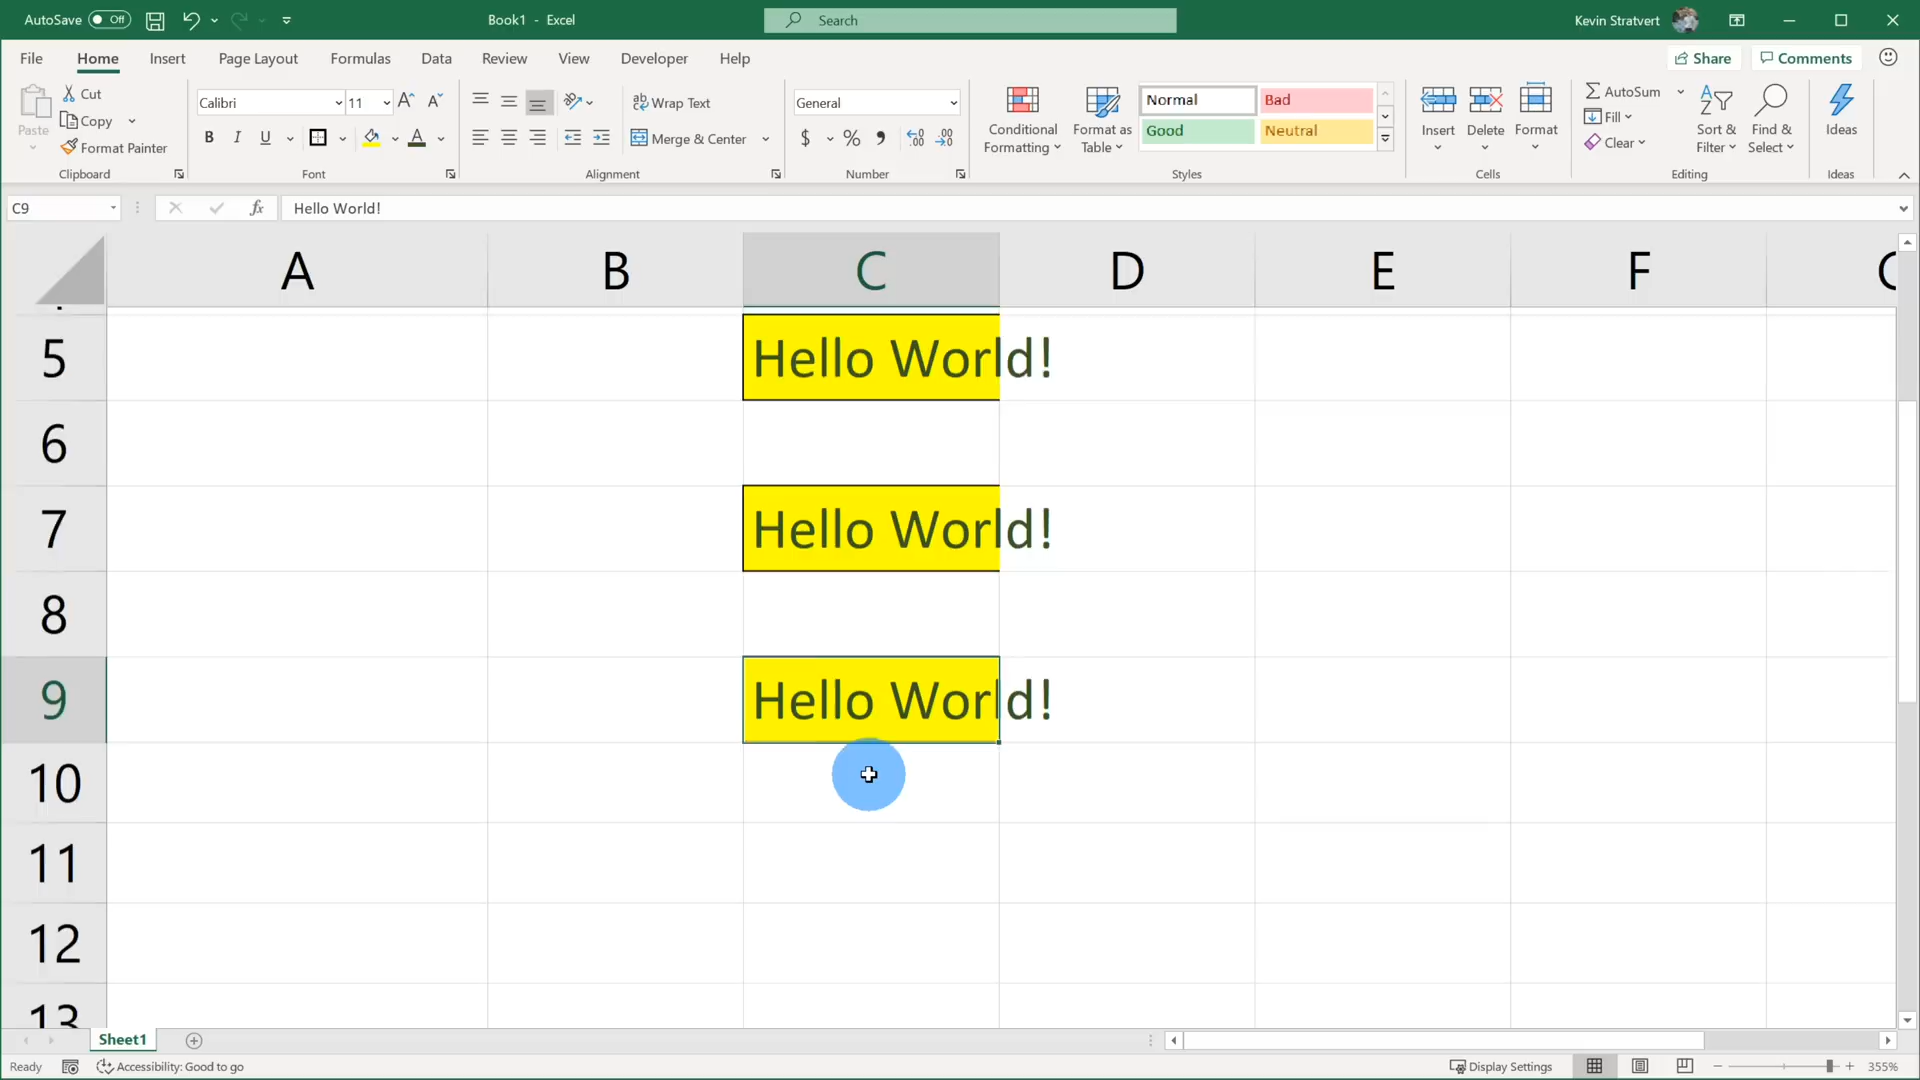 AutoSave Off Book1 - Excel Search Kevin Stratvert
File Home Insert Page Layout Formulas Data Review View Developer Help Share Comments
Paste
Cut
Copy
Format Painter
Clipboard
Calibri 11
B I U A
Font
Wrap Text
Merge & Center
Alignment
General
$ % 9 .00 .00
Number
Conditional Formatting
Format as Table
Normal Bad
Good Neutral
Styles
Insert Delete Format
Cells
AutoSum
Fill
Clear
Sort & Filter
Find & Select
Editing
Ideas
Ideas
C9 fx Hello World!
A B C D E F
5 Hello World!
6
7 Hello World!
8
9 Hello World!
10
11
12
13
Sheet1
Ready Accessibility: Good to go Display Settings 355%